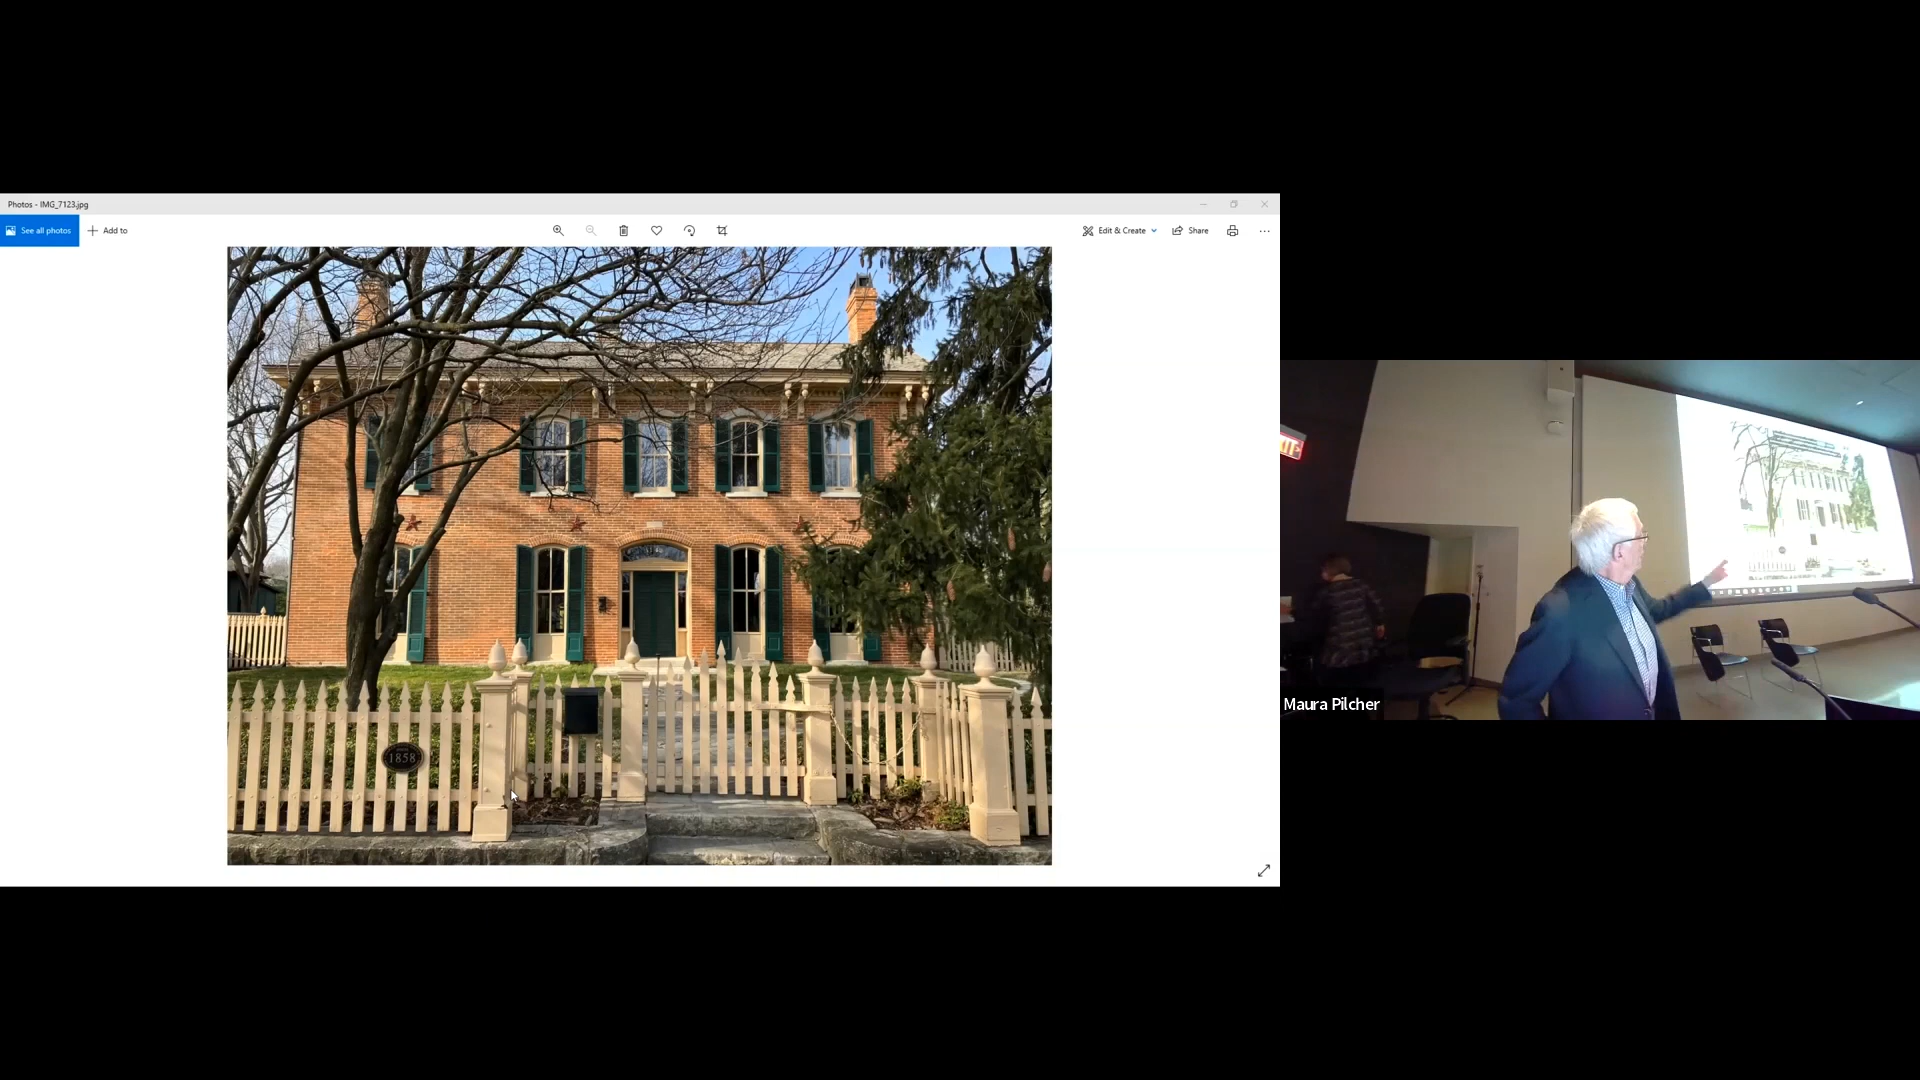 Photos - IMG_7123.jpg
See all photos
Add to
Edit & Create
Share
1858
Maura Pilcher